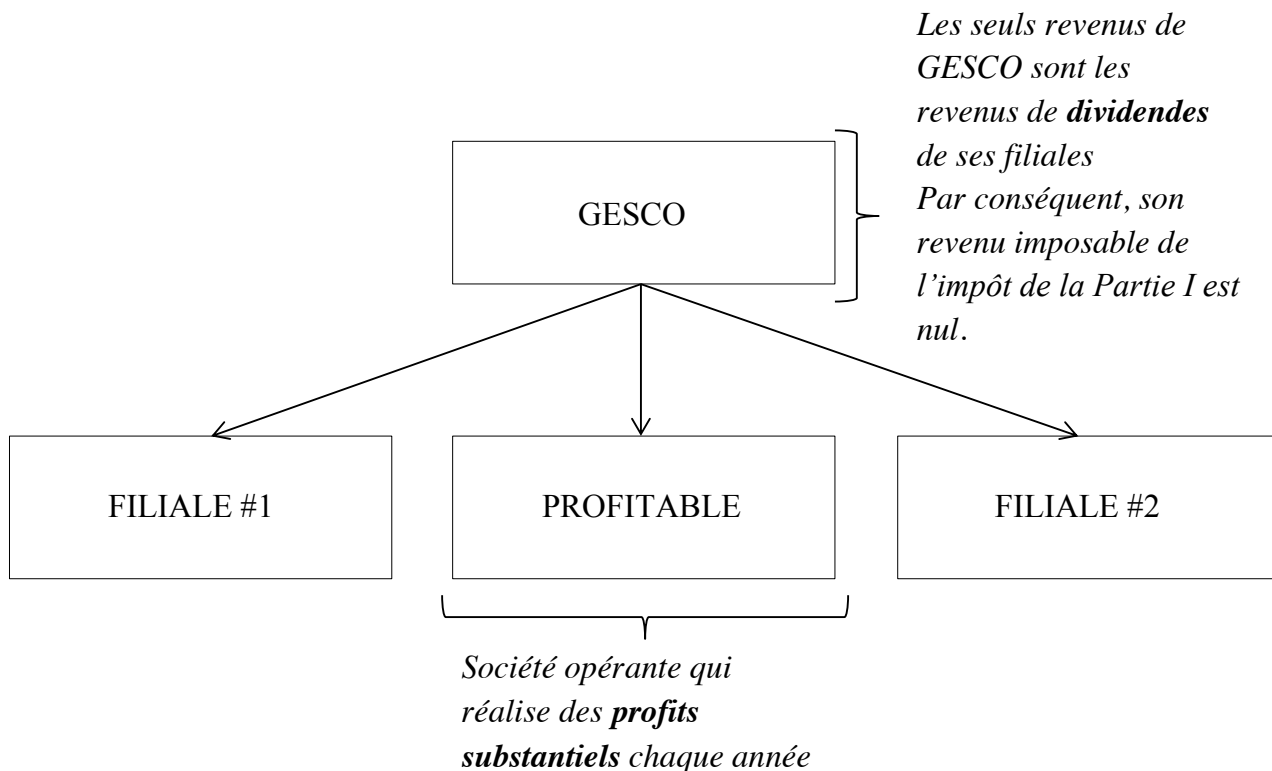 Les seuls revenus de
GESCO sont les
revenus de dividendes
de ses filiales
Par conséquent, son
revenu imposable de
l'impôt de la Partie I est
nul.
GESCO
FILIALE #1
PROFITABLE
FILIALE #2
Société opérante qui
réalise des profits
substantiels chaque année